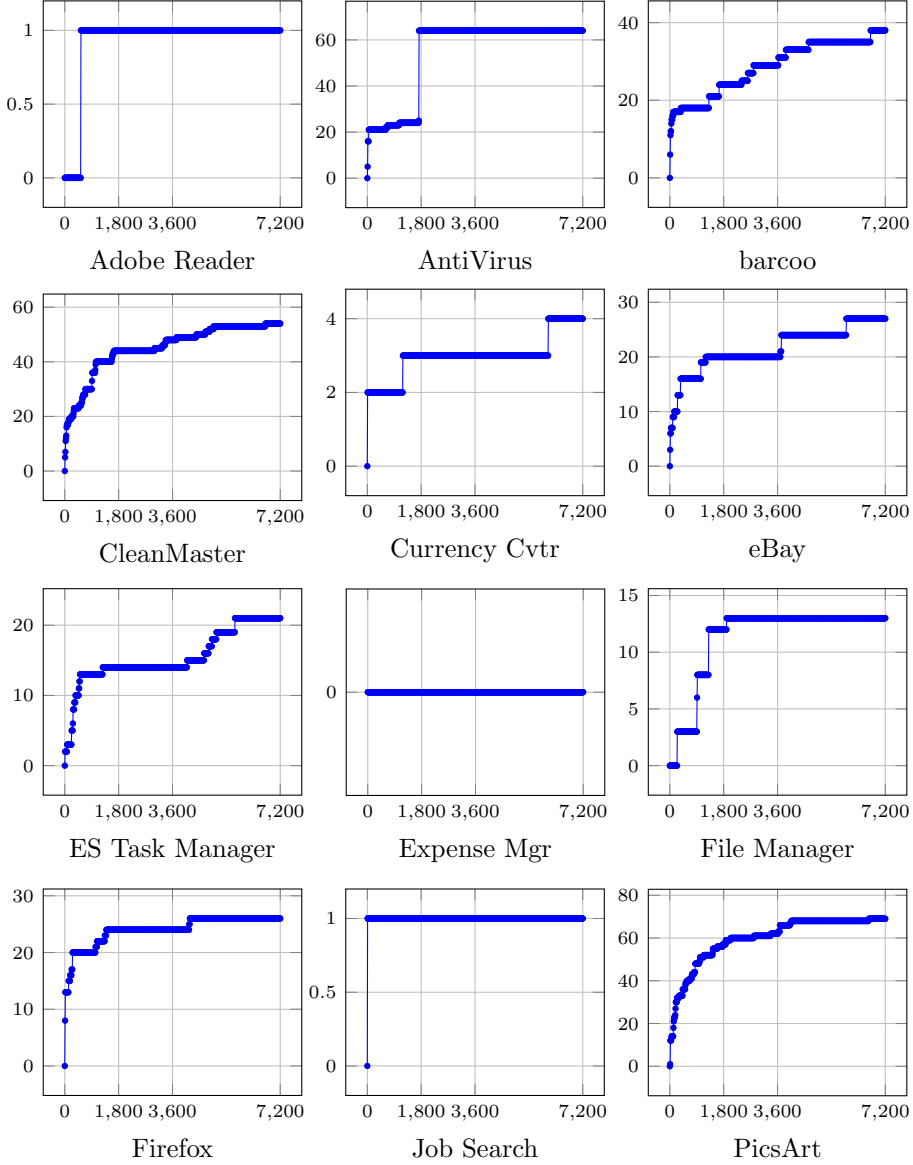 1
0.5
0
0 1,800 3,600 7,200
Adobe Reader
60
40
20
0
0 1,800 3,600 7,200
AntiVirus
40
20
0
0 1,800 3,600 7,200
barcoo
60
40
20
0
0 1,800 3,600 7,200
CleanMaster
4
2
0
0 1,800 3,600 7,200
Currency Cvtr
30
20
10
0
0 1,800 3,600 7,200
eBay
20
10
0
0 1,800 3,600 7,200
ES Task Manager
0
0 1,800 3,600 7,200
Expense Mgr
15
10
5
0
0 1,800 3,600 7,200
File Manager
30
20
10
0
0 1,800 3,600 7,200
Firefox
1
0.5
0
0 1,800 3,600 7,200
Job Search
80
60
40
20
0
0 1,800 3,600 7,200
PicsArt